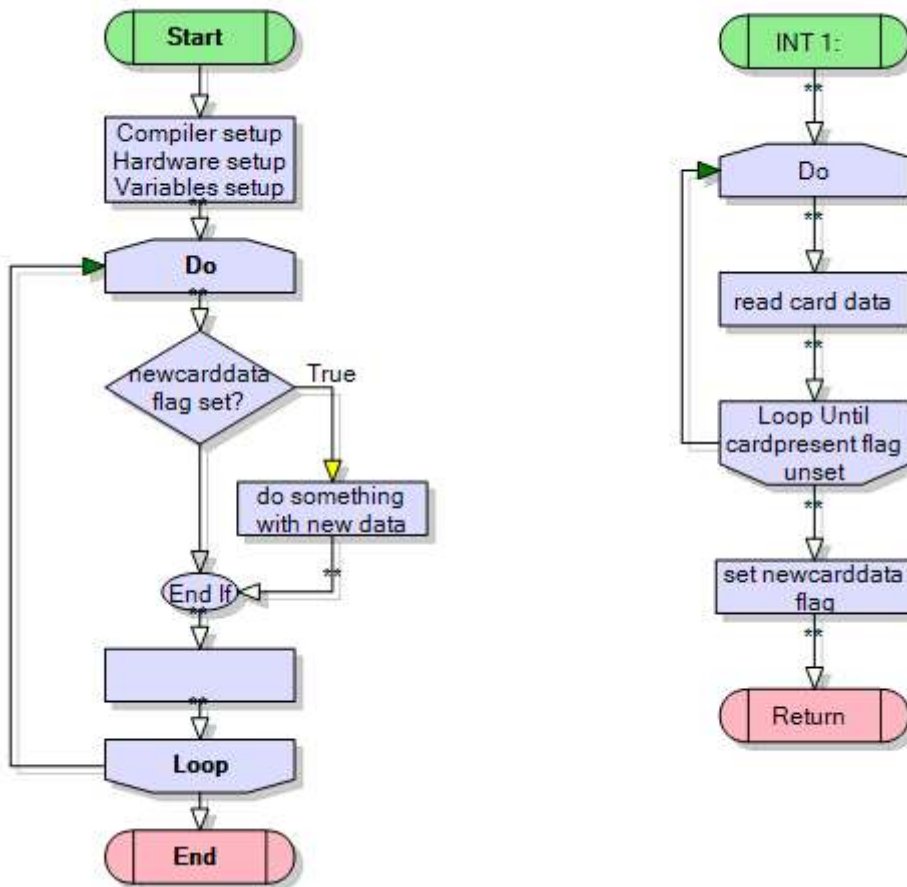 Start
Compiler setup
Hardware setup
Variables setup
**
Do
**
newcarddata
flag set?
True
do something
with new data
**
End If
**
**
Loop
End
INT 1:
**
Do
**
read card data
**
Loop Until
cardpresent flag
unset
**
set newcarddata
flag
**
Return